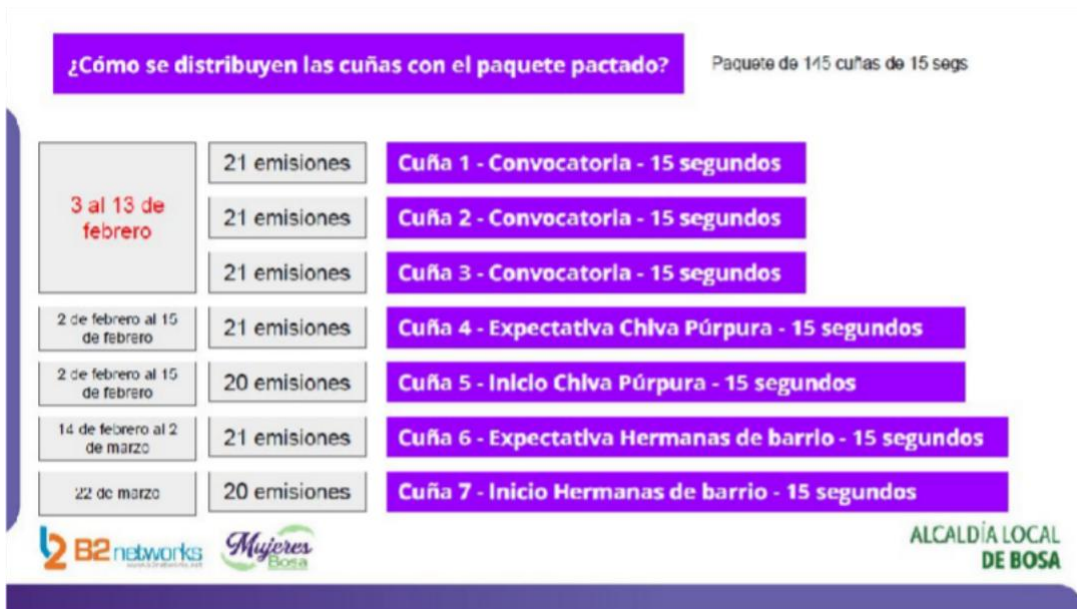 ¿Cómo se distribuyen las cuñas con el paquete pactado?
Paquete de 145 cuñas de 15 segs
3 al 13 de
febrero
21 emisiones
Cuña 1 - Convocatoria - 15 segundos
21 emisiones
Cuña 2 - Convocatoria - 15 segundos
21 emisiones
Cuña 3 - Convocatoria - 15 segundos
2 de febrero al 15
de febrero
21 emisiones
Cuña 4 - Expectativa Chiva Púrpura - 15 segundos
2 de febrero al 15
de febrero
20 emisiones
Cuña 5 - Inicio Chiva Púrpura - 15 segundos
14 de febrero al 2
de marzo
21 emisiones
Cuña 6 - Expectativa Hermanas de barrio - 15 segundos
22 de marzo
20 emisiones
Cuña 7 - Inicio Hermanas de barrio - 15 segundos
B2 networks
Mujeres
Bosa
ALCALDÍA LOCAL
DE BOSA